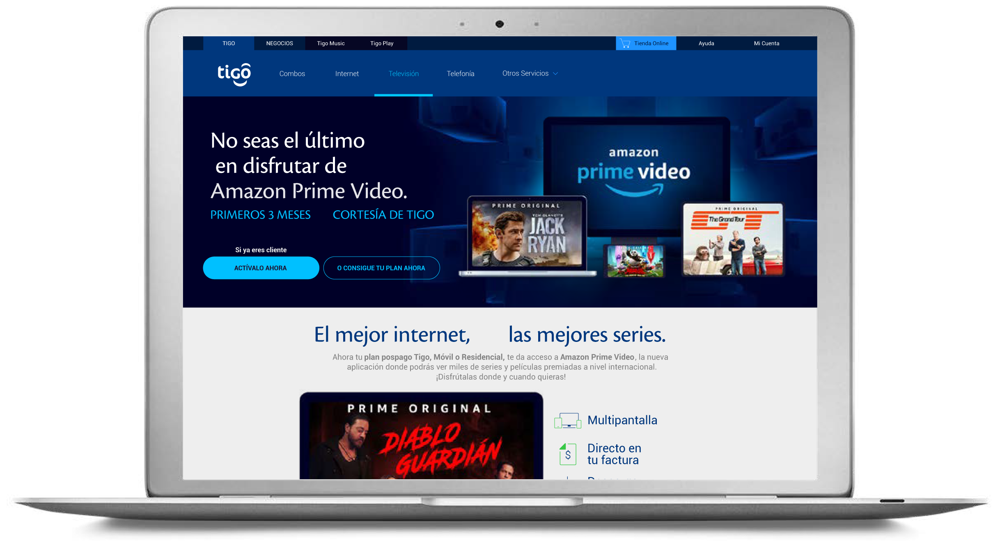 TIGO
NEGOCIOS
Tigo Music
Tigo Play
Tienda Online
Ayuda
Mi Cuenta
tigo
Combos
Internet
Televisión
Telefonía
Otros Servicios
No seas el último
en disfrutar de
Amazon Prime Video.
PRIMEROS 3 MESES CORTESÍA DE TIGO
Si ya eres cliente
ACTÍVALO AHORA
O CONSIGUE TU PLAN AHORA
amazon
prime video
PRIME ORIGINAL
TOM CLANCY'S
JACK
RYAN
PRIME ORIGINAL
The Grand Tour
El mejor internet, las mejores series.
Ahora tu plan pospago Tigo, Móvil o Residencial, te da acceso a Amazon Prime Video, la nueva
aplicación donde podrás ver miles de series y películas premiadas a nivel internacional.
¡Disfrútalas donde y cuando quieras!
PRIME ORIGINAL
DIABLO
GUARDIÁN
Multipantalla
Directo en
tu factura